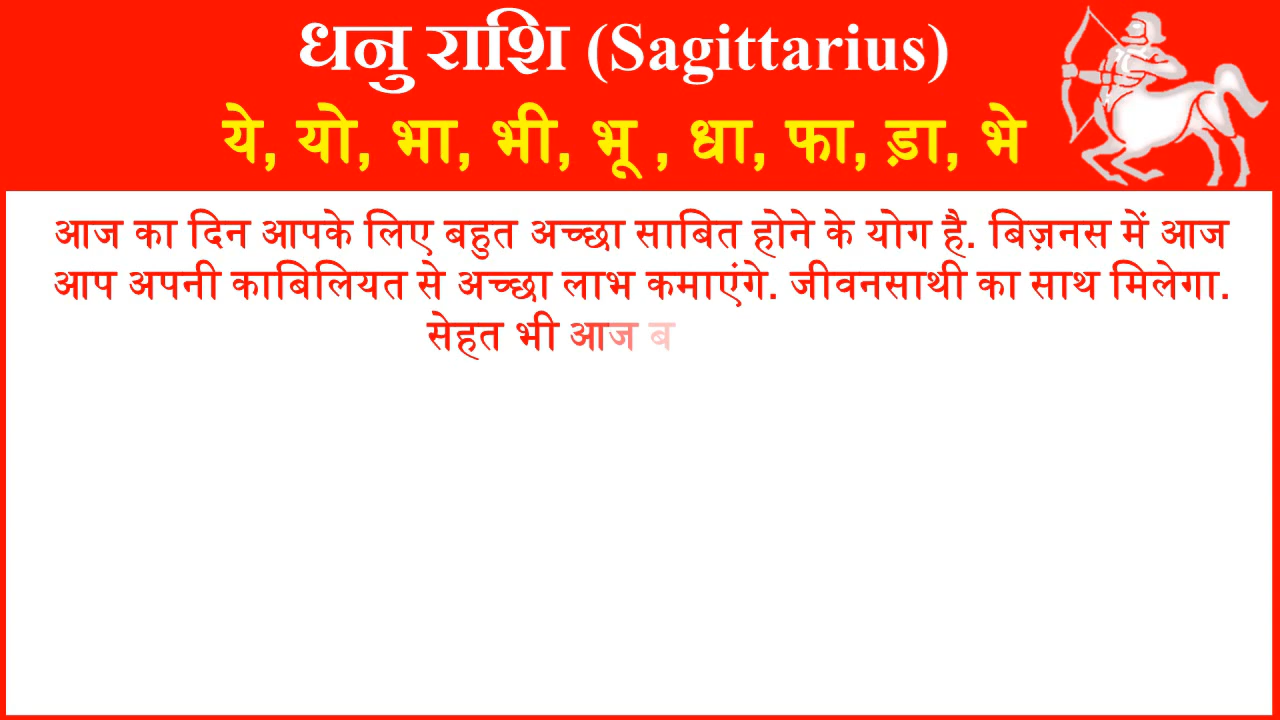 धनु राशि (Sagittarius)
ये, यो, भा, भी, भू , धा, फा, ड़ा, भे
आज का दिन आपके लिए बहुत अच्छा साबित होने के योग है. बिज़नस में आज
आप अपनी काबिलियत से अच्छा लाभ कमाएंगे. जीवनसाथी का साथ मिलेगा.
सेहत भी आज ब